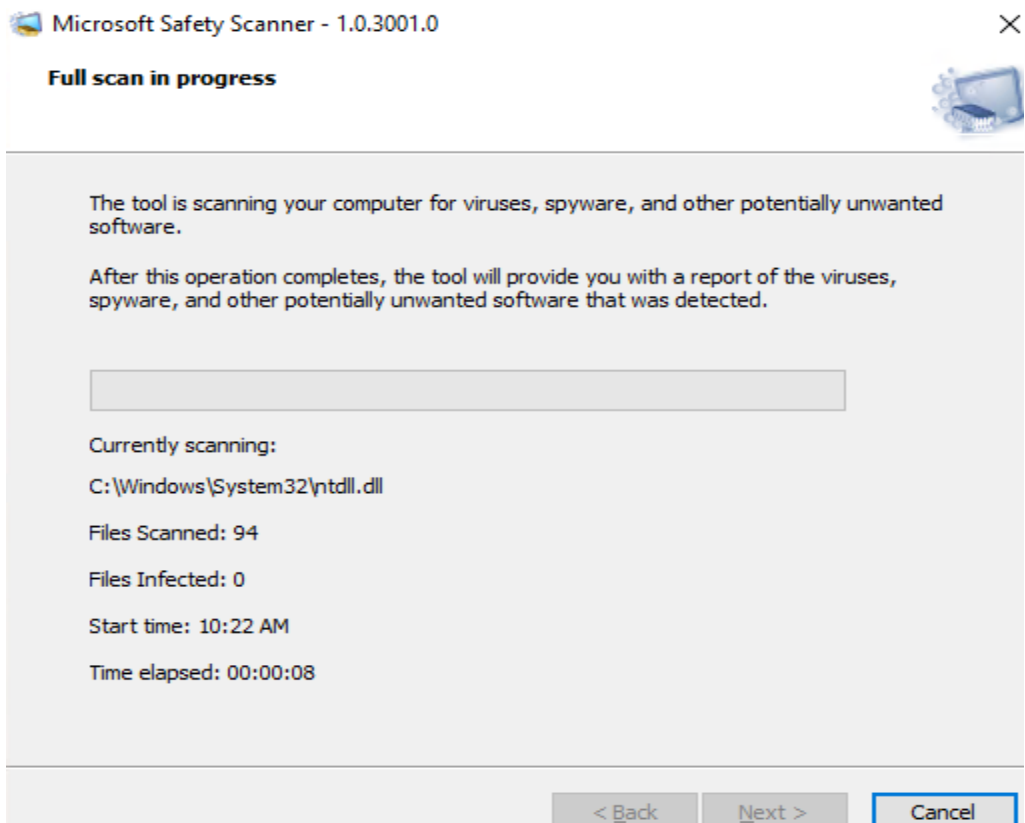 Microsoft Safety Scanner - 1.0.3001.0
Full scan in progress
The tool is scanning your computer for viruses, spyware, and other potentially unwanted
software.
After this operation completes, the tool will provide you with a report of the viruses,
spyware, and other potentially unwanted software that was detected.
Currently scanning:
C:\Windows\System32\ntdll.dll
Files Scanned: 94
Files Infected: 0
Start time: 10:22 AM
Time elapsed: 00:00:08
< Back Next > Cancel